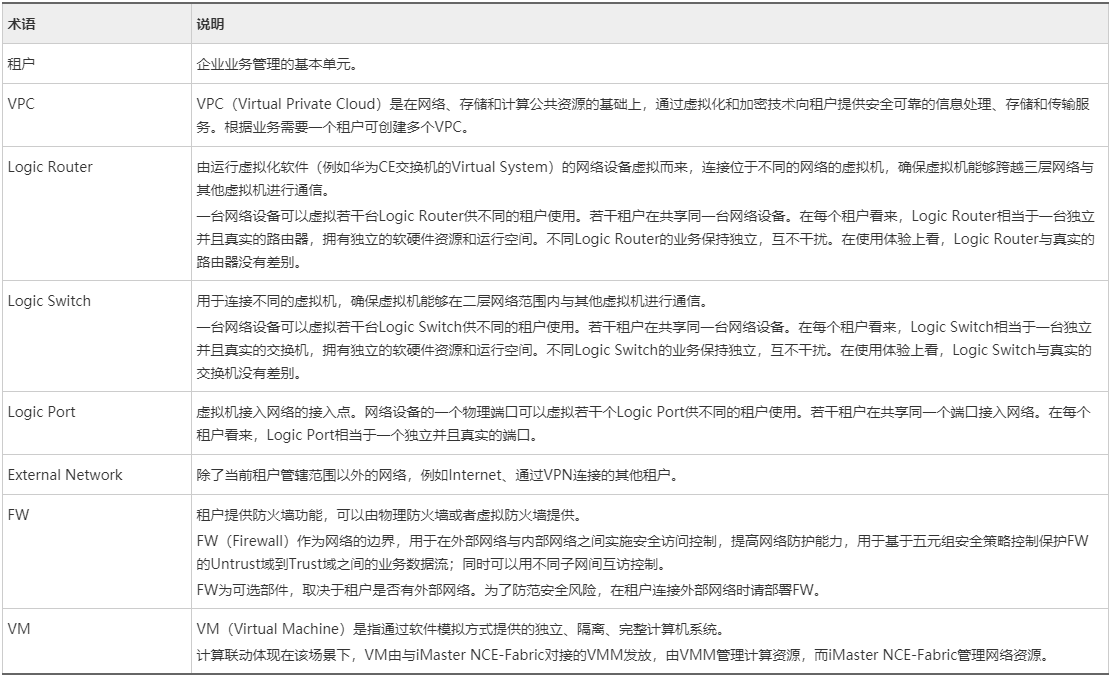 术语 说明
租户 企业业务管理的基本单元。
VPC VPC（Virtual Private Cloud）是在网络、存储和计算公共资源的基础上，通过虚拟化和加密技术向租户提供安全可靠的信息处理、存储和传输服
务。根据业务需要一个租户可创建多个VPC。
Logic Router 由运行虚拟化软件（例如华为CE交换机的Virtual System）的网络设备虚拟而来，连接位于不同的网络的虚拟机，确保虚拟机能够跨越三层网络与
其他虚拟机进行通信。
一台网络设备可以虚拟若干台Logic Router供不同的租户使用。若干租户在共享同一台网络设备。在每个租户看来，Logic Router相当于一台独立
并且真实的路由器，拥有独立的软硬件资源和运行空间。不同Logic Router的业务保持独立，互不干扰。在使用体验上看，Logic Router与真实的
路由器没有差别。
Logic Switch 用于连接不同的虚拟机，确保虚拟机能够在二层网络范围内与其他虚拟机进行通信。
一台网络设备可以虚拟若干台Logic Switch供不同的租户使用。若干租户在共享同一台网络设备。在每个租户看来，Logic Switch相当于一台独立
并且真实的交换机，拥有独立的软硬件资源和运行空间。不同Logic Switch的业务保持独立，互不干扰。在使用体验上看，Logic Switch与真实的
交换机没有差别。
Logic Port 虚拟机接入网络的接入点。网络设备的一个物理端口可以虚拟若干个Logic Port供不同的租户使用。若干租户在共享同一个端口接入网络。在每个
租户看来，Logic Port相当于一个独立并且真实的端口。
External Network 除了当前租户管辖范围以外的网络，例如Internet、通过VPN连接的其他租户。
FW 租户提供防火墙功能，可以由物理防火墙或者虚拟防火墙提供。
FW（Firewall）作为网络的边界，用于在外部网络与内部网络之间实施安全访问控制，提高网络防护能力，用于基于五元组安全策略控制保护FW
的Untrust域到Trust域之间的业务数据流；同时可以用不同子网间互访控制。
FW为可选部件，取决于租户是否有外部网络。为了防范安全风险，在租户连接外部网络时请部署FW。
VM VM（Virtual Machine）是指通过软件模拟方式提供的独立、隔离、完整计算机系统。
计算联动体现在该场景下，VM由与iMaster NCE-Fabric对接的VMM发放，由VMM管理计算资源，而iMaster NCE-Fabric管理网络资源。